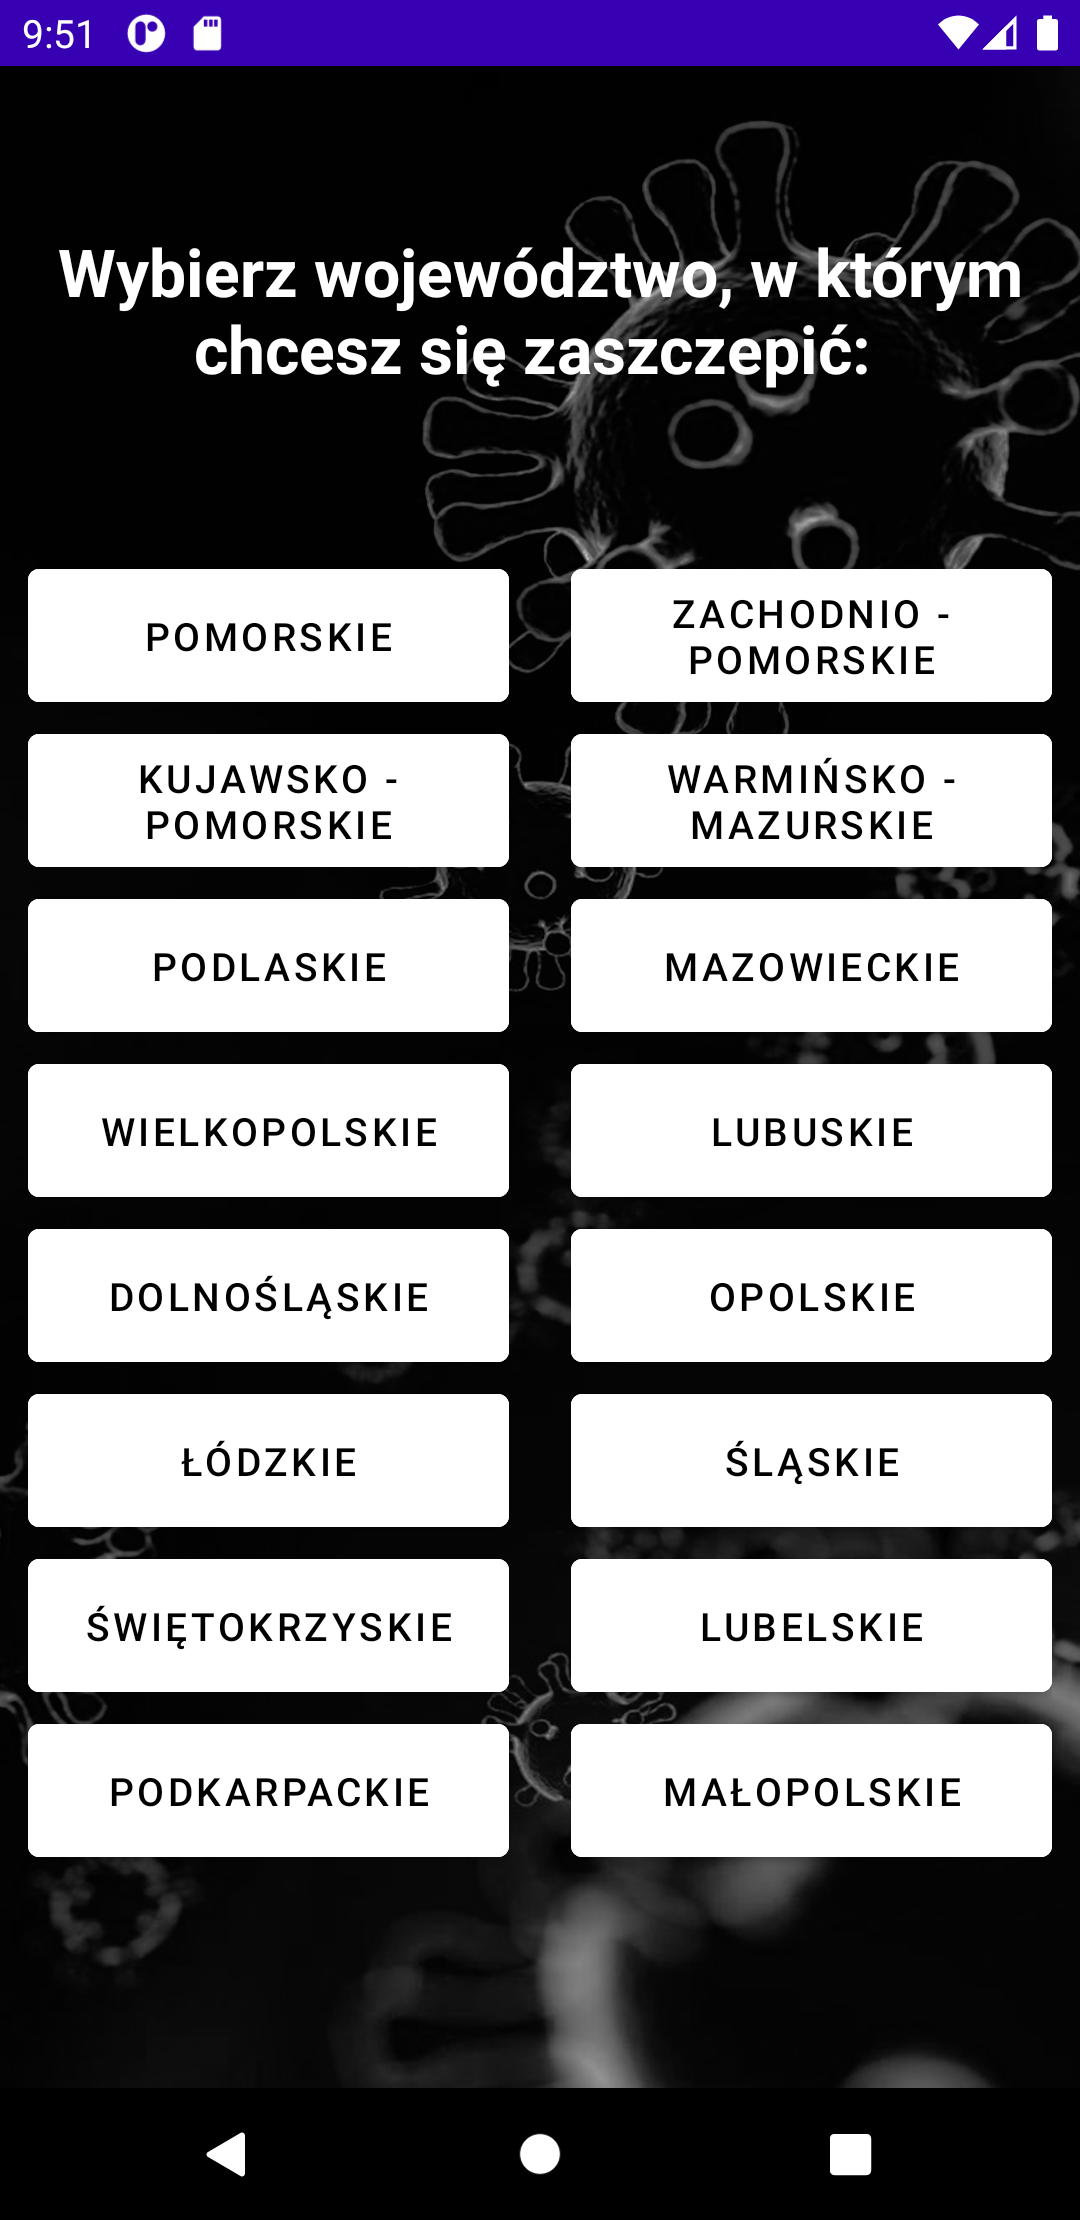 9:51
Wybierz województwo, w którym
chcesz się zaszczepić:
POMORSKIE
ZACHODNIO -
POMORSKIE
KUJAWSKO -
POMORSKIE
WARMIŃSKO -
MAZURSKIE
PODLASKIE
MAZOWIECKIE
WIELKOPOLSKIE
LUBUSKIE
DOLNOŚLĄSKIE
OPOLSKIE
ŁÓDZKIE
ŚLĄSKIE
ŚWIĘTOKRZYSKIE
LUBELSKIE
PODKARPACKIE
MAŁOPOLSKIE